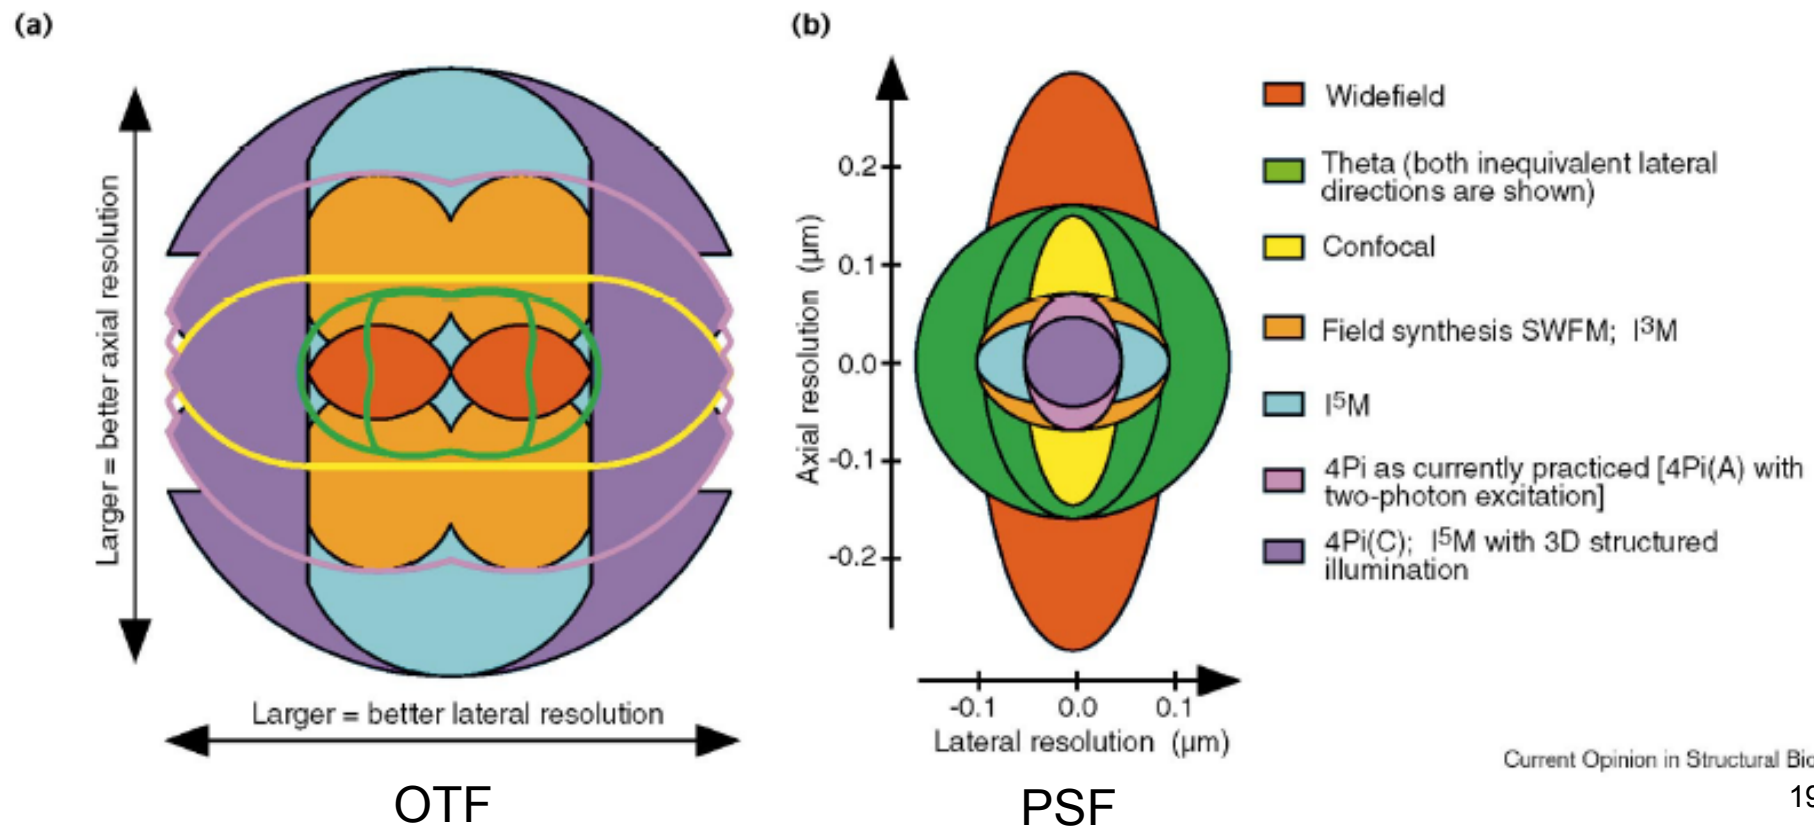 (a)
Larger = better axial resolution
Larger = better lateral resolution
OTF
(b)
Axial resolution (µm)
0.2
0.1
0.0
-0.1
-0.2
-0.1 0.0 0.1
Lateral resolution (µm)
PSF
Widefield
Theta (both inequivalent lateral
directions are shown)
Confocal
Field synthesis SWFM; I³M
I⁵M
4Pi as currently practiced [4Pi(A) with
two-photon excitation]
4Pi(C); I⁵M with 3D structured
illumination
Current Opinion in Structural Bio
19